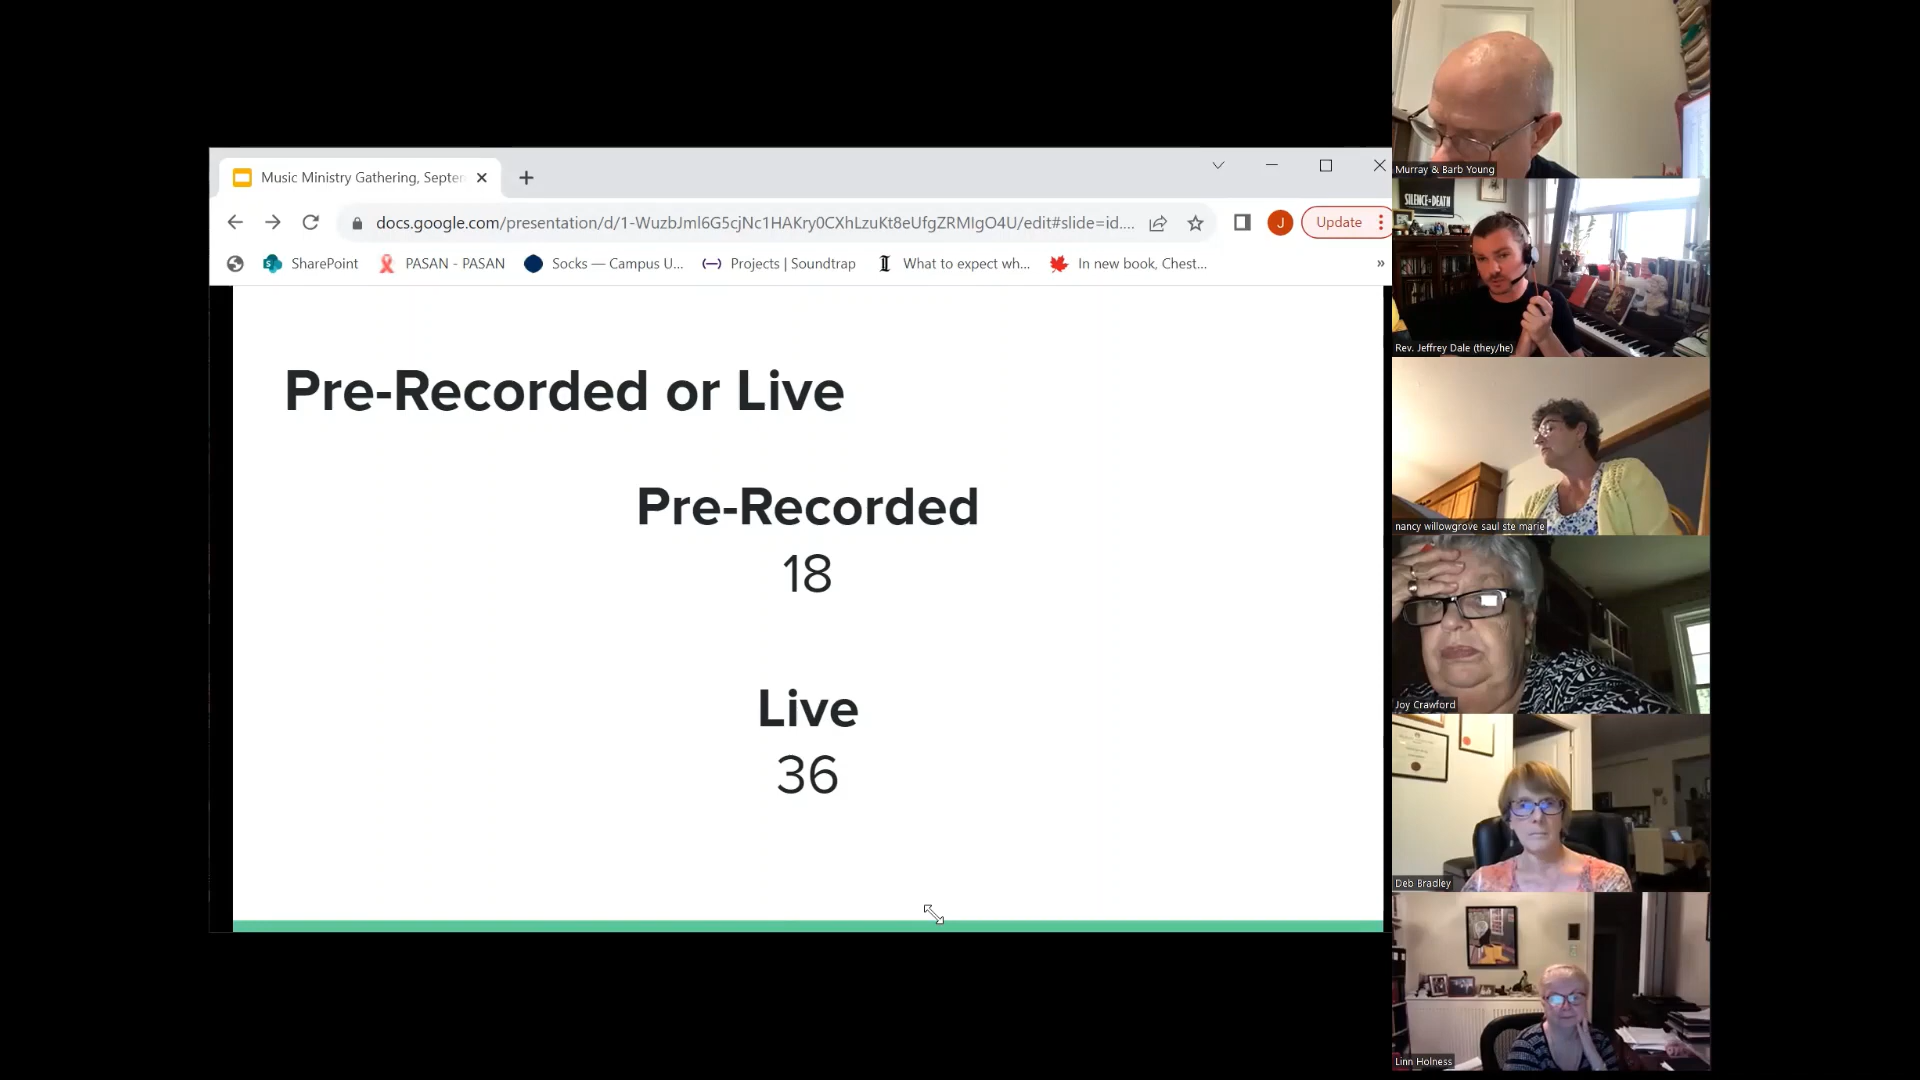 Music Ministry Gathering, Septem
docs.google.com/presentation/d/1-WuzbJml6G5cjNc1HAKry0CXhLzuKt8eUfgZRMIgO4U/edit#slide=id....
J
Update
SharePoint
PASAN - PASAN
Socks — Campus U...
Projects | Soundtrap
What to expect wh...
In new book, Chest...
»
Pre-Recorded or Live
Pre-Recorded
18
Live
36
Murray & Barb Young
SILENCE=DEATH
Rev. Jeffrey Dale (they/he)
nancy willowgrove saul ste marie
Joy Crawford
Deb Bradley
Linn Holness